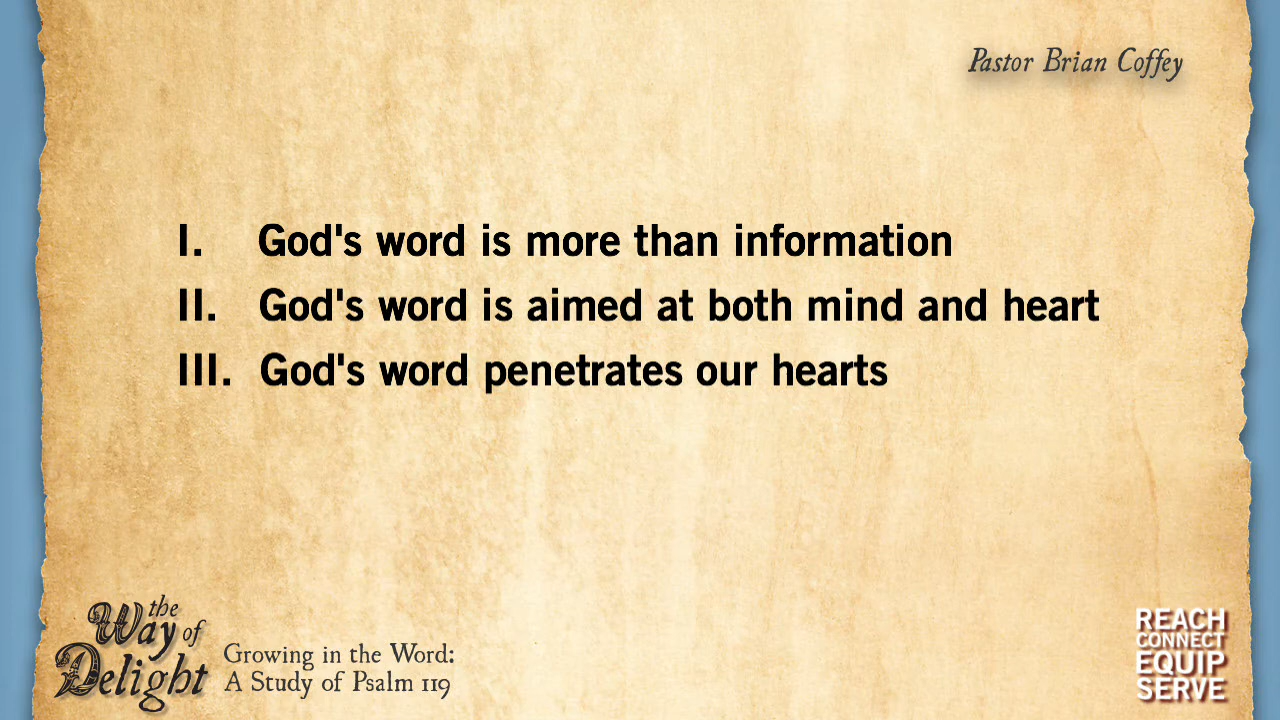 Pastor Brian Coffey
I. God's word is more than information
II. God's word is aimed at both mind and heart
III. God's word penetrates our hearts
the
Way of
Delight
Growing in the Word:
A Study of Psalm 119
REACH
CONNECT
EQUIP
SERVE